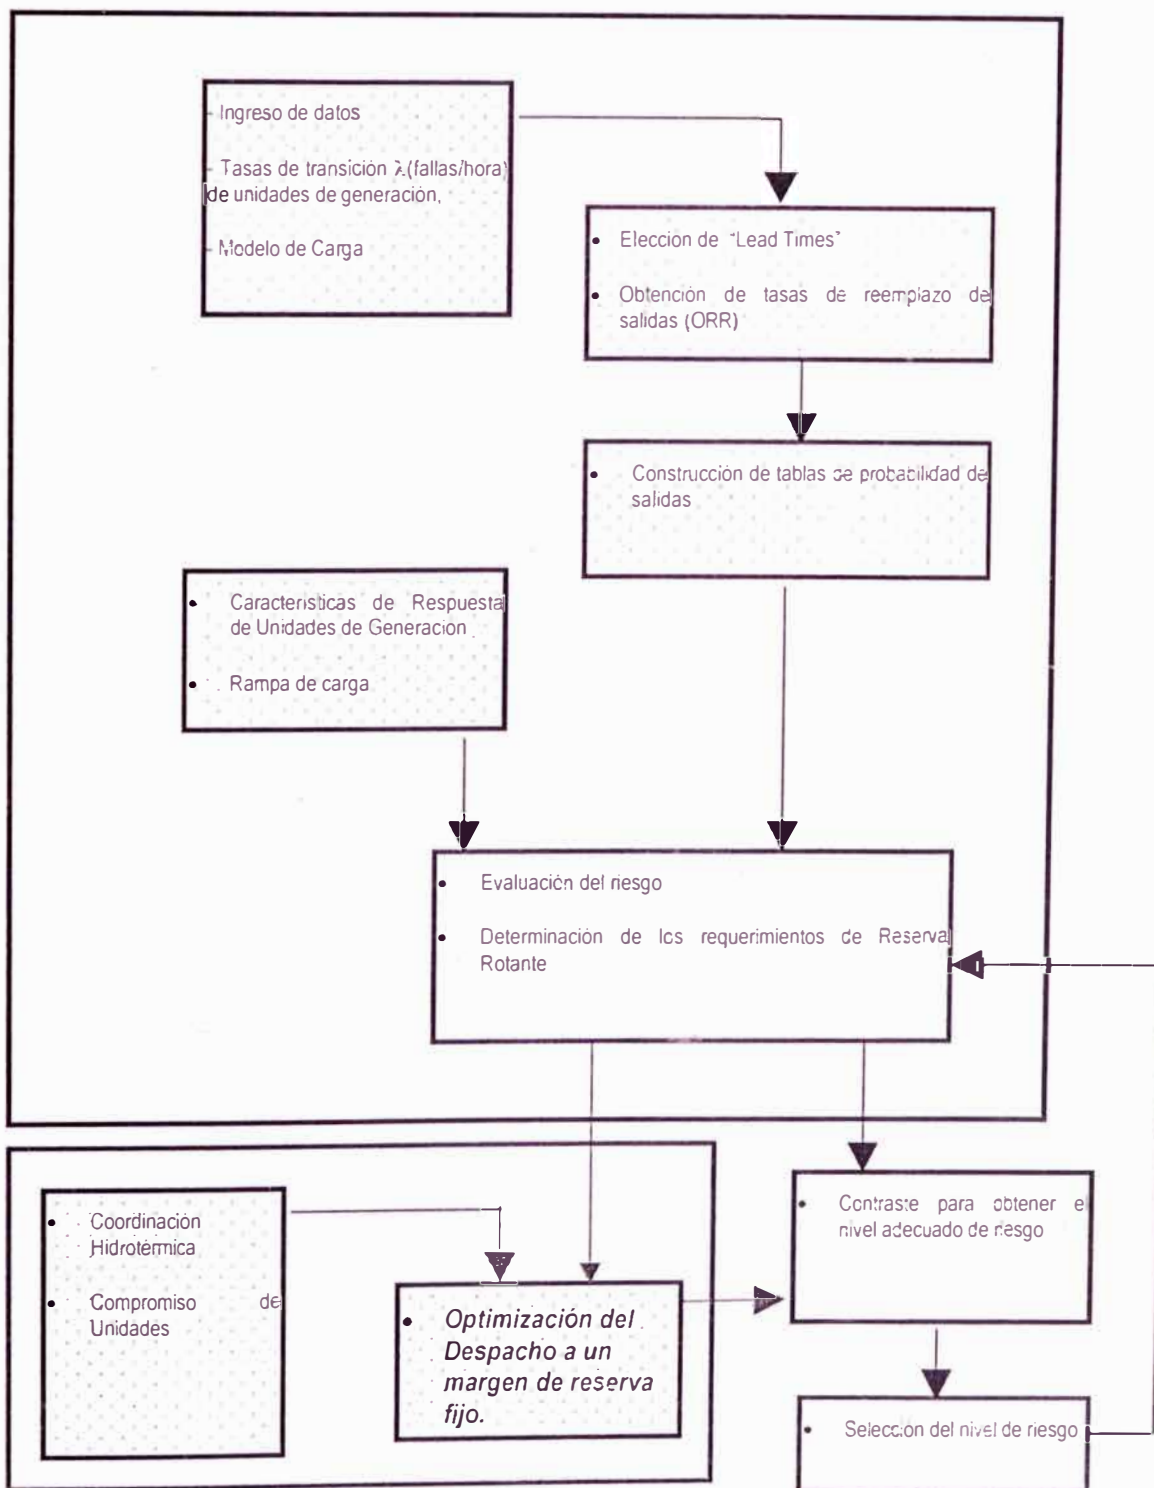 - Ingreso de datos
- Tasas de transición λ(fallas/hora)
de unidades de generación,
- Modelo de Carga
• Elección de "Lead Times"
• Obtención de tasas de reemplazo de
salidas (ORR)
• Construcción de tablas de probabilidad de
salidas
• Características de Respuesta
de Unidades de Generación
• Rampa de carga
• Evaluación del riesgo
• Determinación de los requerimientos de Reserva
Rotante
• Coordinación
Hidrotérmica
• Compromiso de
Unidades
• Optimización del
Despacho a un
margen de reserva
fijo.
• Contraste para obtener el
nivel adecuado de riesgo
• Selección del nivel de riesgo